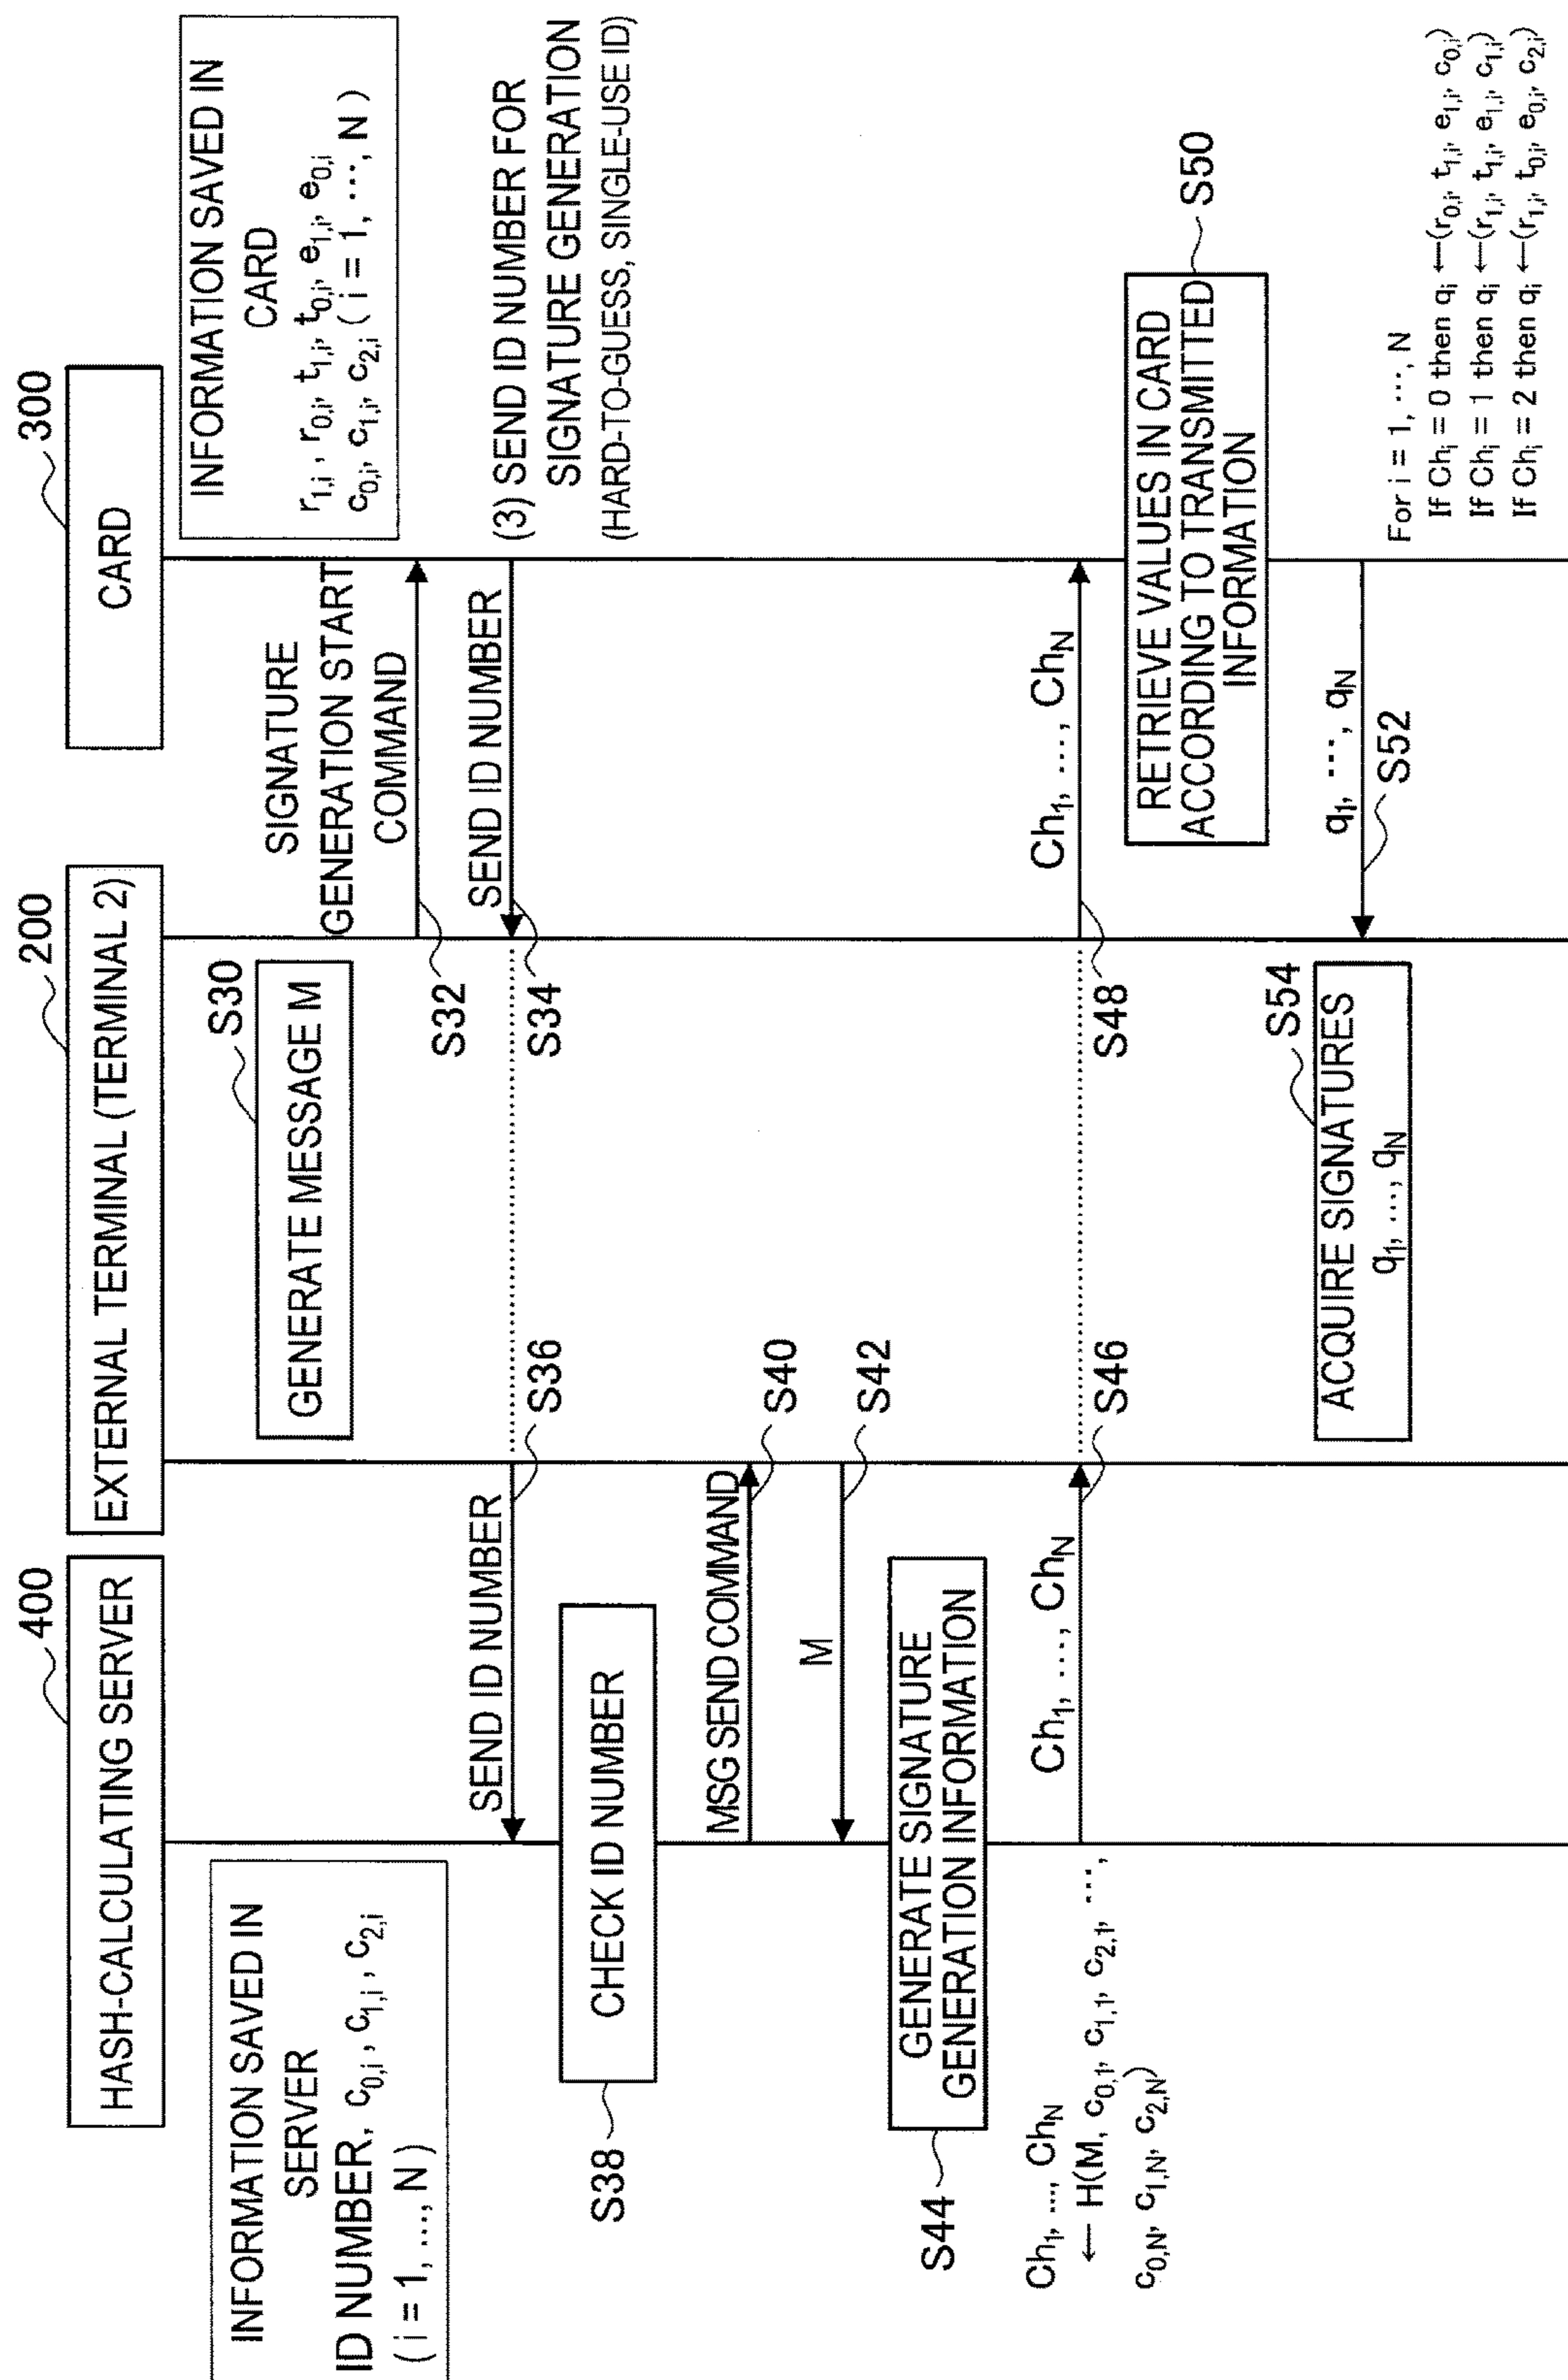 400
HASH-CALCULATING SERVER
200
EXTERNAL TERMINAL (TERMINAL 2)
300
CARD
INFORMATION SAVED IN
SERVER
ID NUMBER, c0,i , c1,i , c2,i
( i = 1, ..., N )
INFORMATION SAVED IN
CARD
r1,i , r0,i, t1,i, t0,i, e1,i, e0,i
c0,i, c1,i, c2,i ( i = 1, ···, N )
S30
GENERATE MESSAGE M
SIGNATURE
GENERATION START
COMMAND
S32
SEND ID NUMBER
S34
(3) SEND ID NUMBER FOR
SIGNATURE GENERATION
(HARD-TO-GUESS, SINGLE-USE ID)
SEND ID NUMBER
S36
CHECK ID NUMBER
S38
MSG SEND COMMAND
S40
M
S42
GENERATE SIGNATURE
GENERATION INFORMATION
S44
Ch1, ..., ChN
← H(M, c0,1, c1,1, c2,1, ···,
c0,N, c1,N, c2,N)
Ch1, ..., ChN
S46
Ch1, ..., ChN
S48
RETRIEVE VALUES IN CARD
ACCORDING TO TRANSMITTED
INFORMATION
S50
q1, ···, qN
S52
S54
ACQUIRE SIGNATURES
q1, ..., qN
For i = 1, ···, N
If Chi = 0 then qi ←(r0,i, t1,i, e1,i, c0,i)
If Chi = 1 then qi ←(r1,i, t1,i, e1,i, c1,i)
If Chi = 2 then qi ←(r1,i, t0,i, e0,i, c2,i)